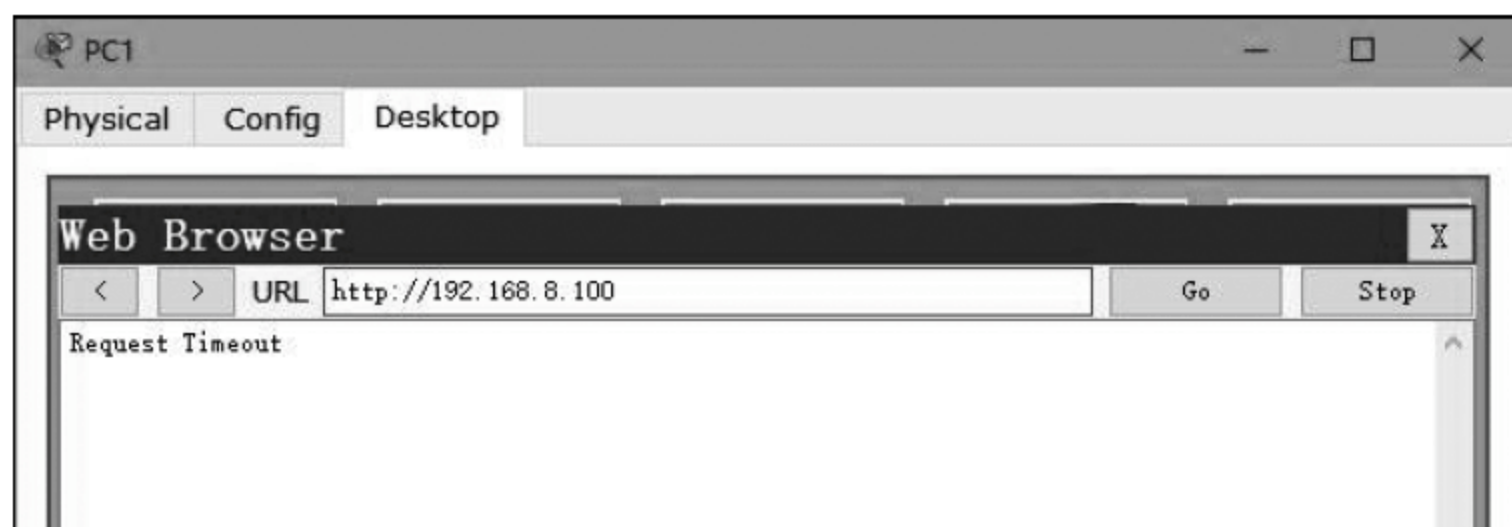 PC1
Physical Config Desktop
Web Browser X
< > URL http://192.168.8.100 Go Stop
Request Timeout